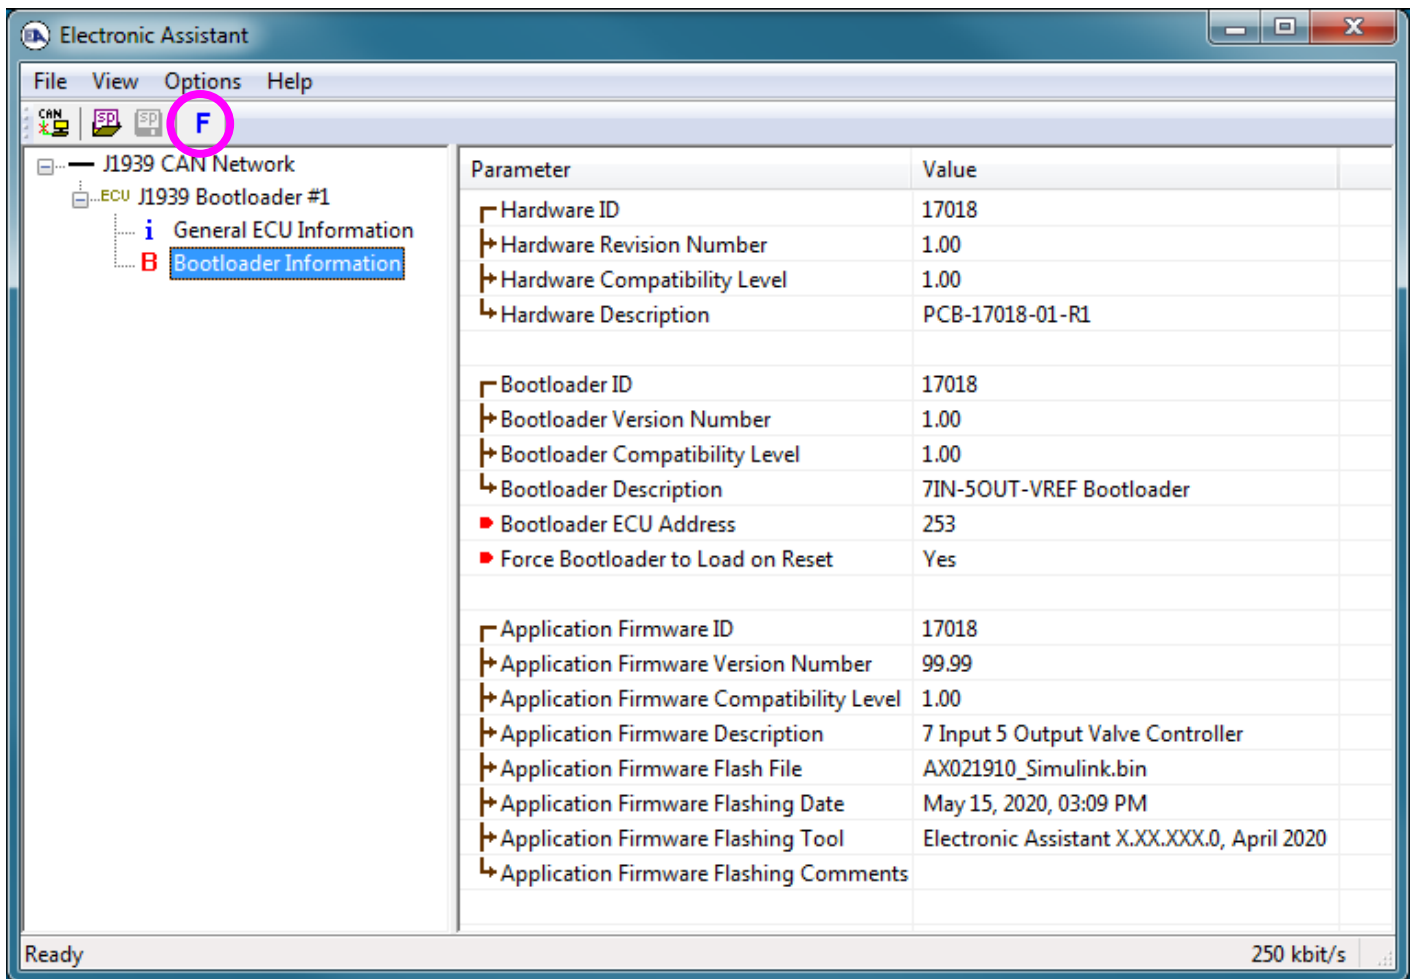 EA Electronic Assistant
File View Options Help
CAN SP SP F
J1939 CAN Network
ECU J1939 Bootloader #1
i General ECU Information
B Bootloader Information
Parameter Value
Hardware ID 17018
Hardware Revision Number 1.00
Hardware Compatibility Level 1.00
Hardware Description PCB-17018-01-R1
Bootloader ID 17018
Bootloader Version Number 1.00
Bootloader Compatibility Level 1.00
Bootloader Description 7IN-5OUT-VREF Bootloader
Bootloader ECU Address 253
Force Bootloader to Load on Reset Yes
Application Firmware ID 17018
Application Firmware Version Number 99.99
Application Firmware Compatibility Level 1.00
Application Firmware Description 7 Input 5 Output Valve Controller
Application Firmware Flash File AX021910_Simulink.bin
Application Firmware Flashing Date May 15, 2020, 03:09 PM
Application Firmware Flashing Tool Electronic Assistant X.XX.XXX.0, April 2020
Application Firmware Flashing Comments
Ready 250 kbit/s